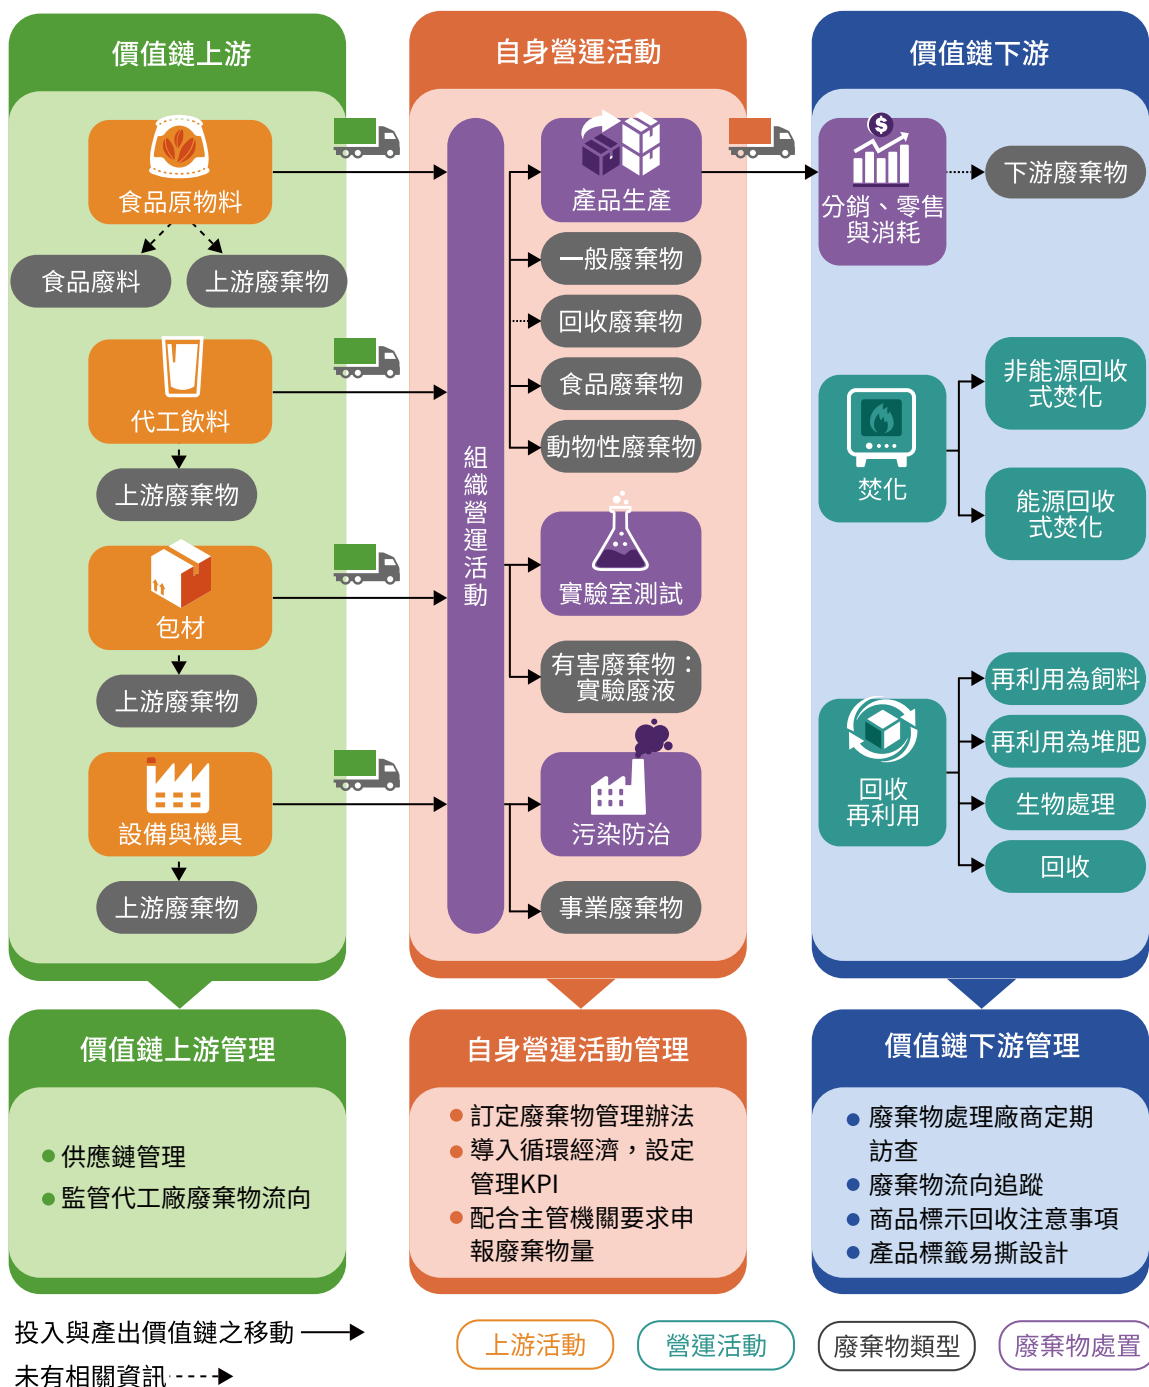 價值鏈上游
食品原物料
食品廢料
上游廢棄物
代工飲料
上游廢棄物
包材
上游廢棄物
設備與機具
上游廢棄物
自身營運活動
組織營運活動
產品生產
一般廢棄物
回收廢棄物
食品廢棄物
動物性廢棄物
實驗室測試
有害廢棄物：
實驗廢液
污染防治
事業廢棄物
價值鏈下游
$
分銷、零售
與消耗
下游廢棄物
焚化
非能源回收
式焚化
能源回收
式焚化
回收
再利用
再利用為飼料
再利用為堆肥
生物處理
回收
價值鏈上游管理
供應鏈管理
監管代工廠廢棄物流向
自身營運活動管理
訂定廢棄物管理辦法
導入循環經濟，設定
管理KPI
配合主管機關要求申
報廢棄物量
價值鏈下游管理
廢棄物處理廠商定期
訪查
廢棄物流向追蹤
商品標示回收注意事項
產品標籤易撕設計
投入與產出價值鏈之移動
未有相關資訊
上游活動
營運活動
廢棄物類型
廢棄物處置